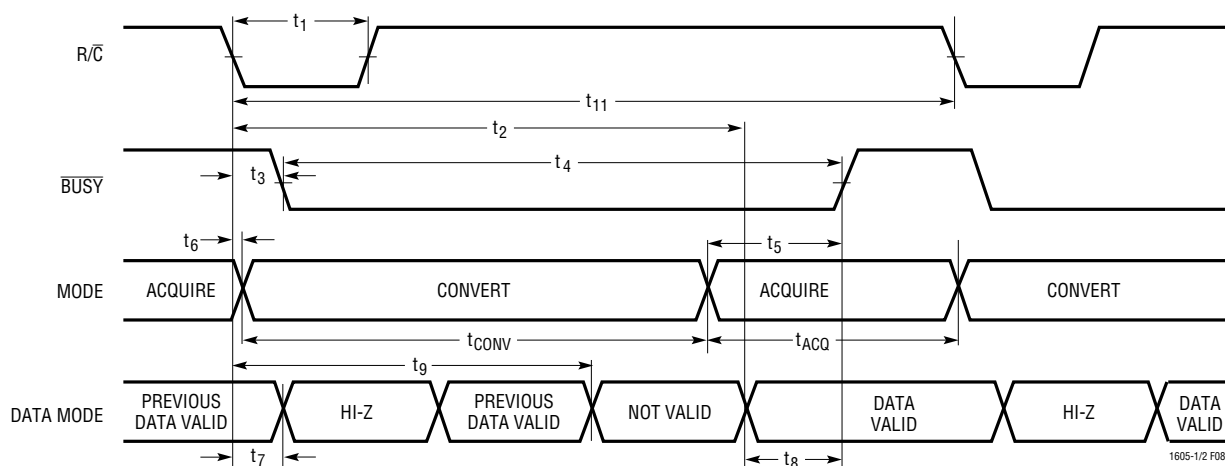 t1
R/C̅
t11
t2
t4
t3
B̅U̅S̅Y̅
t6
t5
MODE
ACQUIRE
CONVERT
ACQUIRE
CONVERT
tCONV
tACQ
t9
DATA MODE
PREVIOUS
DATA VALID
HI-Z
PREVIOUS
DATA VALID
NOT VALID
DATA
VALID
HI-Z
DATA
VALID
t7
t8
1605-1/2 F08